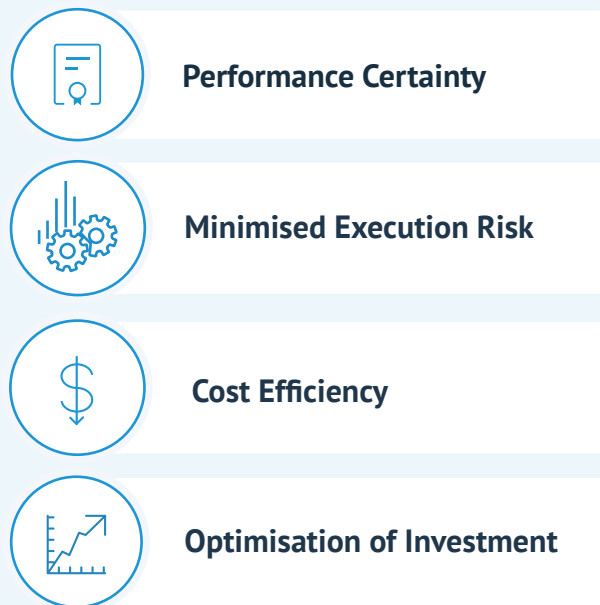 Performance Certainty
Minimised Execution Risk
Cost Efficiency
Optimisation of Investment